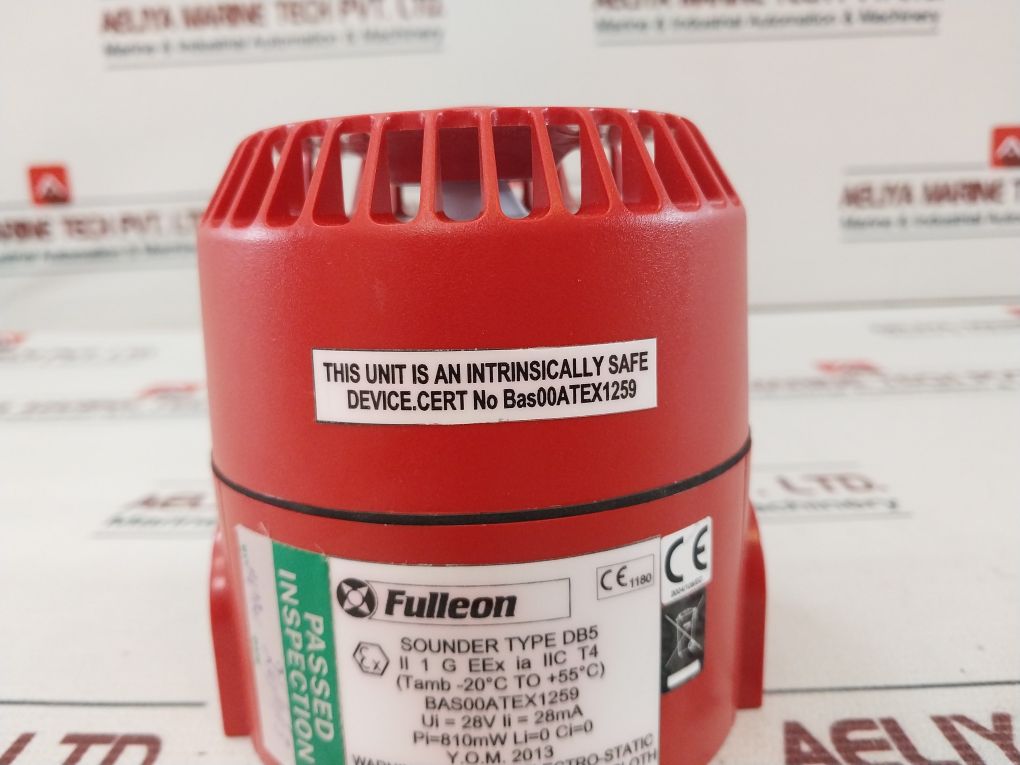 AELIYA MARINE TECH PVT. LTD
Marine & Industrial Automation & Machinery
AELIYA MARINE TECH
Marine & Industrial Automation & Machinery
THIS UNIT IS AN INTRINSICALLY SAFE
DEVICE.CERT No Bas00ATEX1259
PASSED
INSPECTION
Fulleon
CE 1180
CE
SOUNDER TYPE DB5
Ex
II 1 G EEx ia IIC T4
(Tamb -20°C TO +55°C)
BAS00ATEX1259
Ui = 28V Ii = 28mA
Pi=810mW Li=0 Ci=0
Y.O.M. 2013